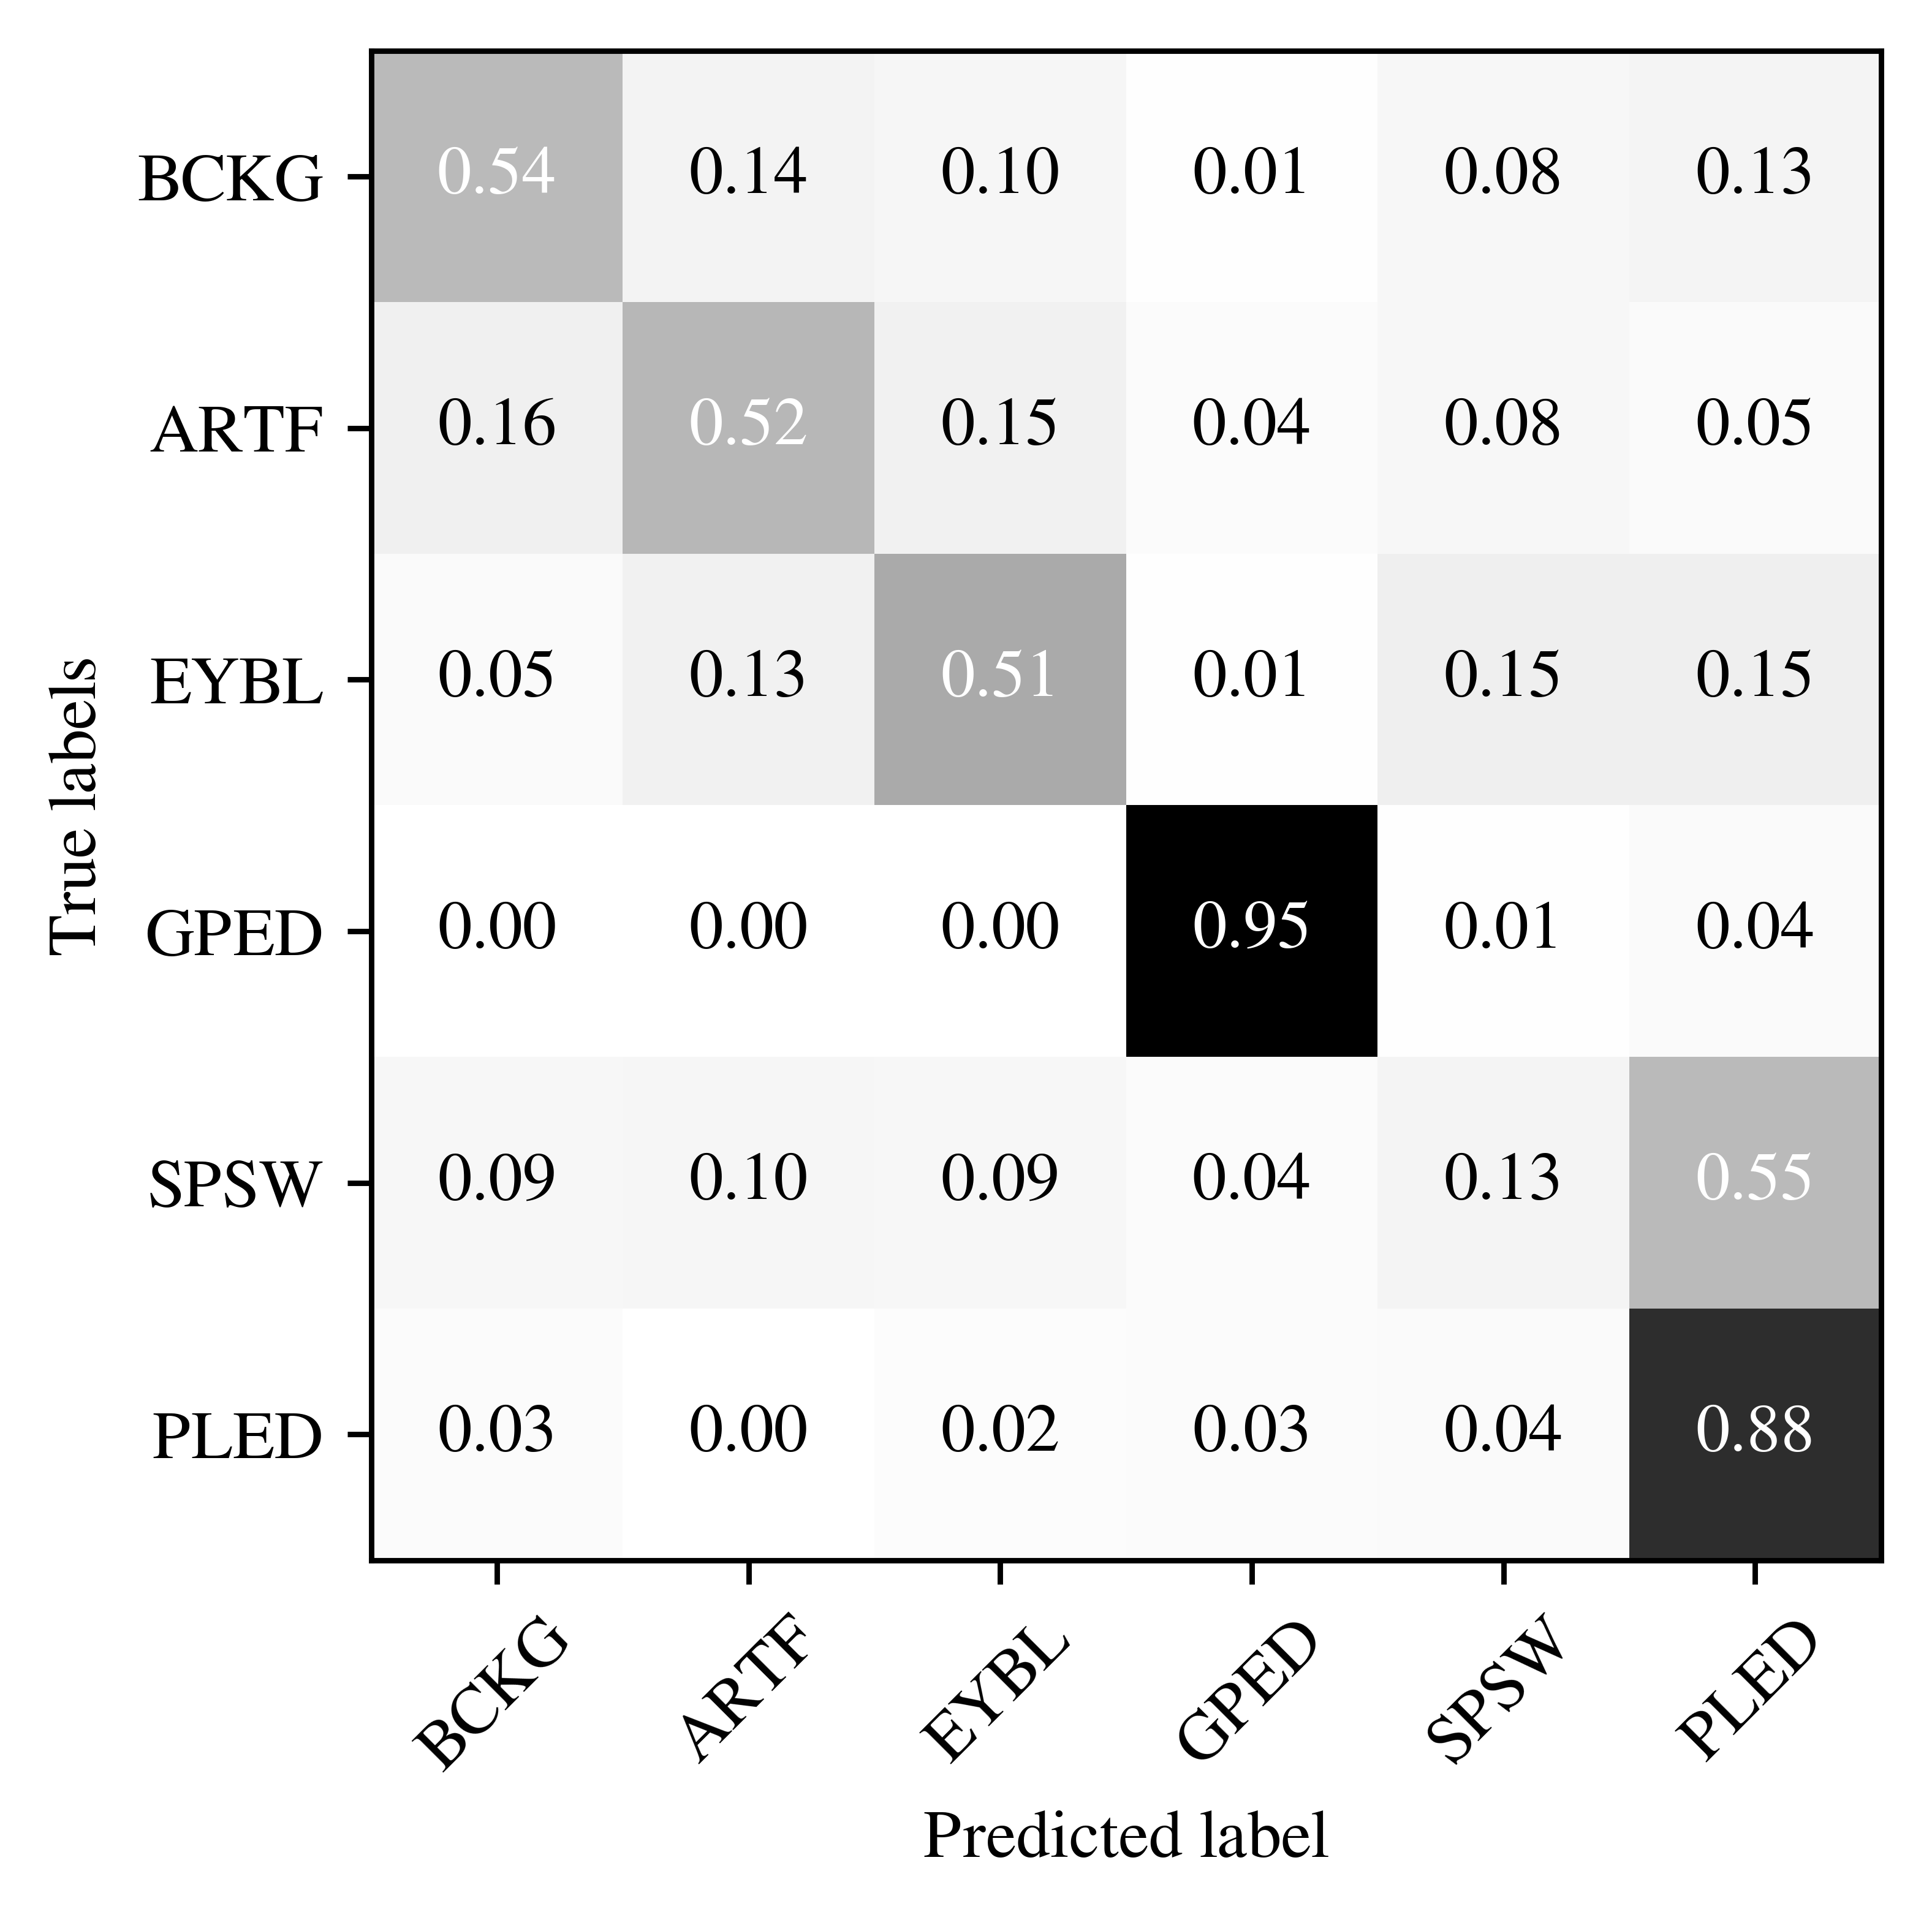 BCKG 0.54 0.14 0.10 0.01 0.08 0.13
ARTF 0.16 0.52 0.15 0.04 0.08 0.05
EYBL 0.05 0.13 0.51 0.01 0.15 0.15
GPED 0.00 0.00 0.00 0.95 0.01 0.04
SPSW 0.09 0.10 0.09 0.04 0.13 0.55
PLED 0.03 0.00 0.02 0.03 0.04 0.88
True labels
BCKG ARTF EYBL GPED SPSW PLED
Predicted label